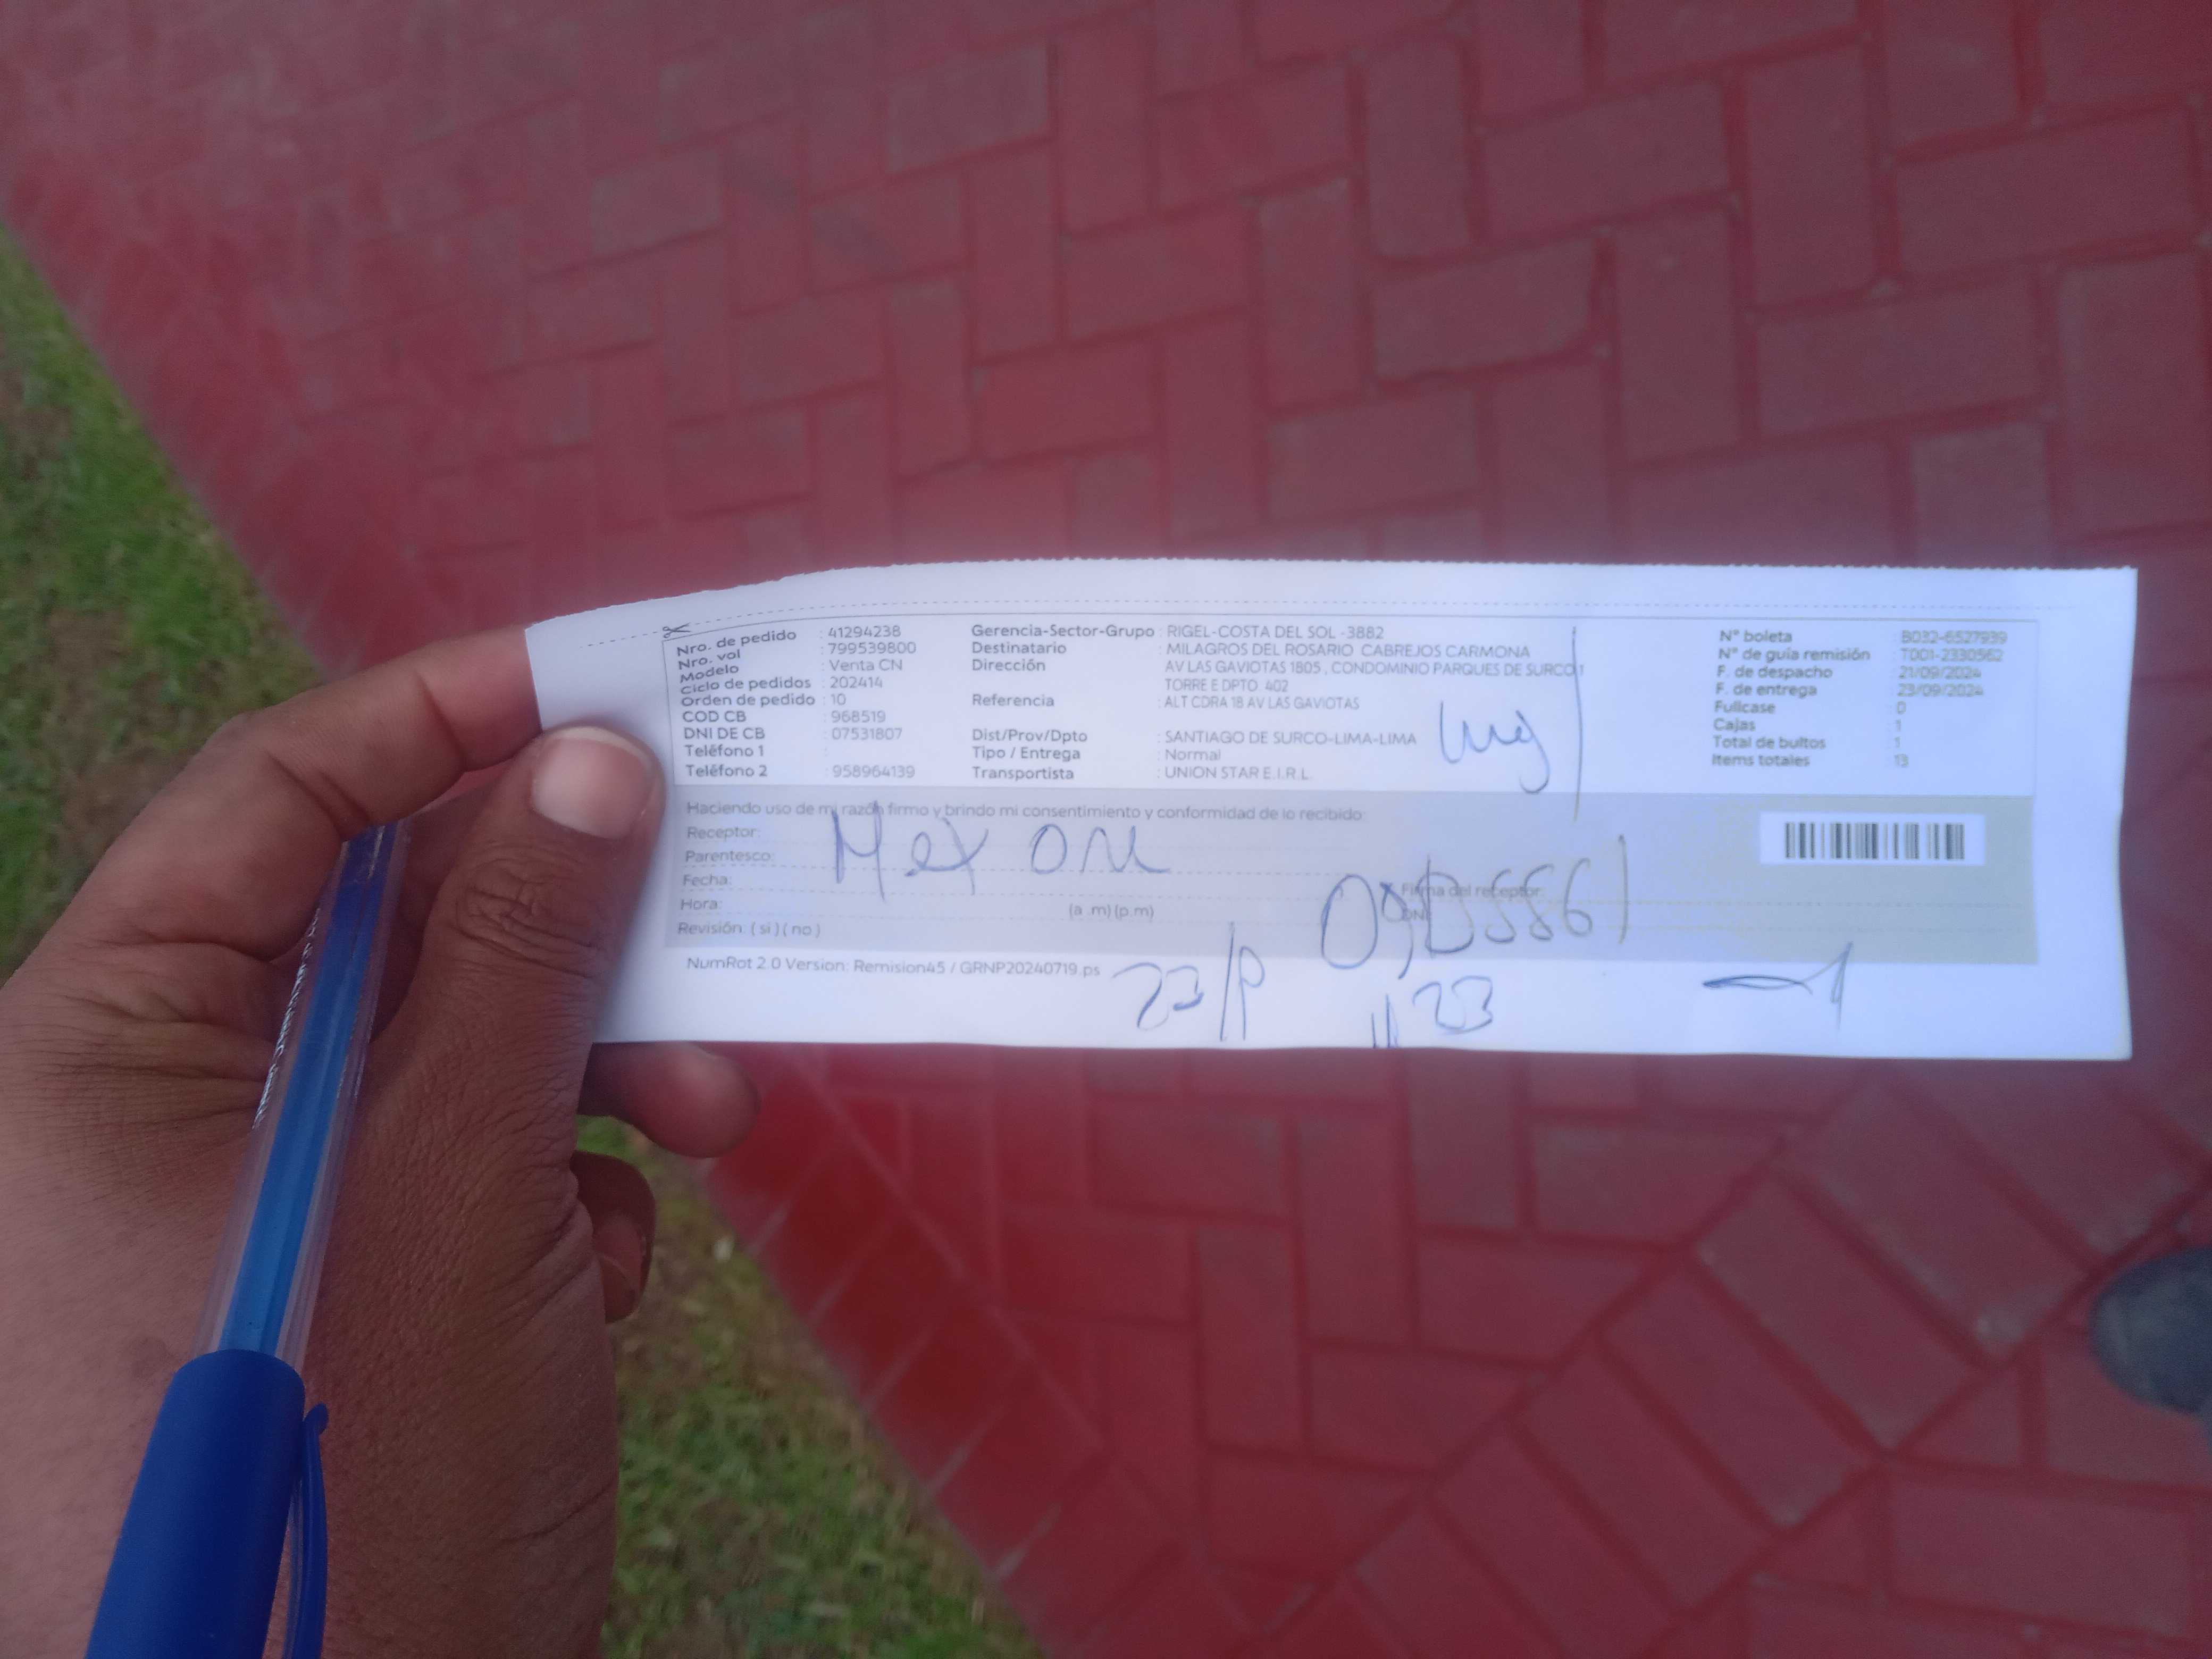 Nro. de pedido : 41294238
Nro. vol : 799539800
Modelo : Venta CN
Ciclo de pedidos : 202414
Orden de pedido : 10
COD CB : 968519
DNI DE CB : 07531807
Teléfono 1 :
Teléfono 2 : 958964139
Gerencia-Sector-Grupo : RIGEL-COSTA DEL SOL -3882
Destinatario : MILAGROS DEL ROSARIO CABREJOS CARMONA
Dirección AV LAS GAVIOTAS 1805 , CONDOMINIO PARQUES DE SURCO 1
TORRE E DPTO 402
Referencia : ALT CDRA 18 AV LAS GAVIOTAS
Dist/Prov/Dpto : SANTIAGO DE SURCO-LIMA-LIMA
Tipo / Entrega : Normal
Transportista : UNION STAR E.I.R.L.
N° boleta : B032-6527939
N° de guia remisión : T001-2330562
F. de despacho : 21/09/2024
F. de entrega : 23/09/2024
Fullcase : 0
Cajas : 1
Total de bultos : 1
Items totales : 13
Haciendo uso de mi razón firmo y brindo mi consentimiento y conformidad de lo recibido:
Receptor:
Parentesco:
Fecha:
Hora: (a .m) (p.m)
Revisión: ( si ) ( no )
Firma del receptor:
DNI
NumRot 2.0 Version: Remision45 / GRNP20240719.ps